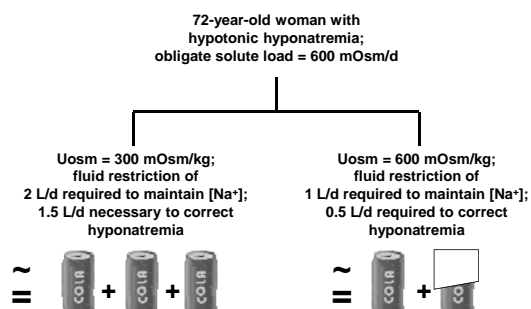 72-year-old woman with
hypotonic hyponatremia;
obligate solute load = 600 mOsm/d
Uosm = 300 mOsm/kg;
fluid restriction of
2 L/d required to maintain [Na⁺];
1.5 L/d necessary to correct
hyponatremia
Uosm = 600 mOsm/kg;
fluid restriction of
1 L/d required to maintain [Na⁺];
0.5 L/d required to correct
hyponatremia
~
= COLA + COLA + COLA
~
= COLA + COLA